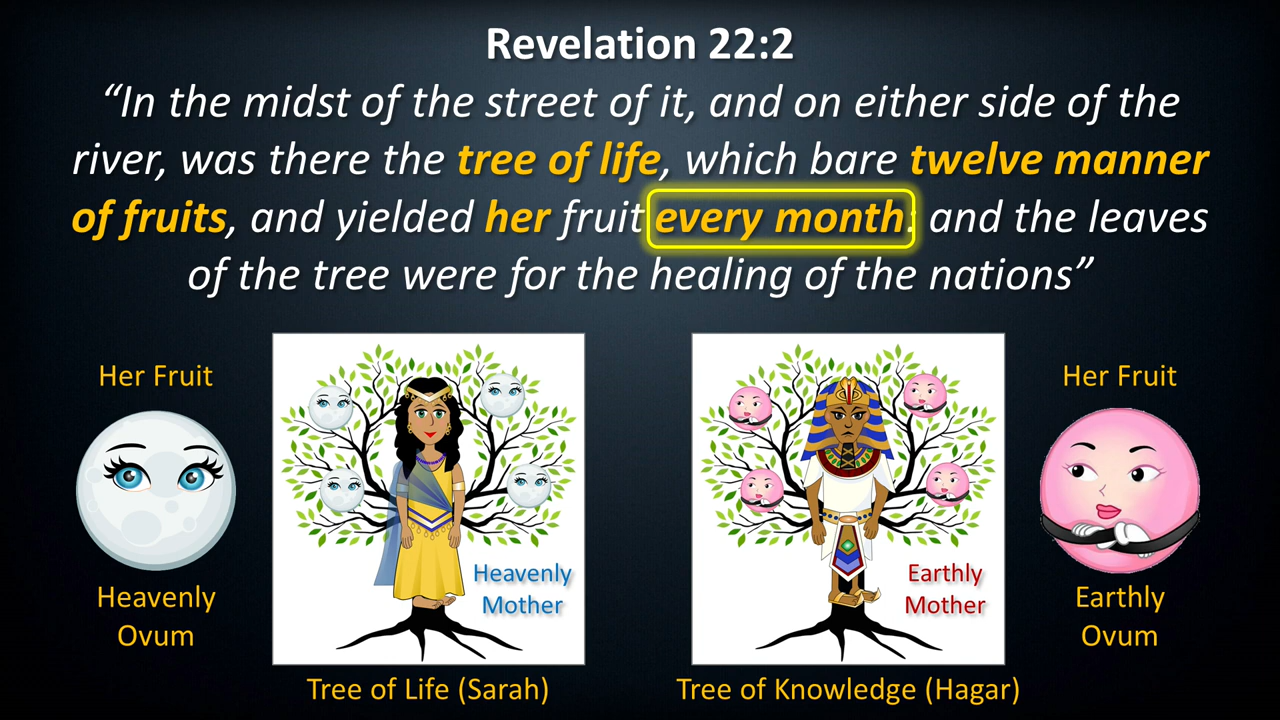 Revelation 22:2
“In the midst of the street of it, and on either side of the
river, was there the tree of life, which bare twelve manner
of fruits, and yielded her fruit every month: and the leaves
of the tree were for the healing of the nations”
Her Fruit
Heavenly
Ovum
Heavenly
Mother
Tree of Life (Sarah)
Earthly
Mother
Tree of Knowledge (Hagar)
Her Fruit
Earthly
Ovum